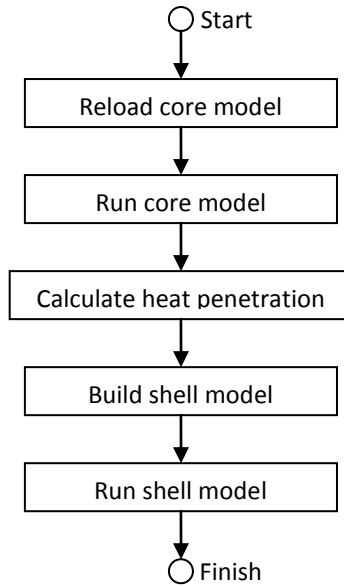 Start
Reload core model
Run core model
Calculate heat penetration
Build shell model
Run shell model
Finish